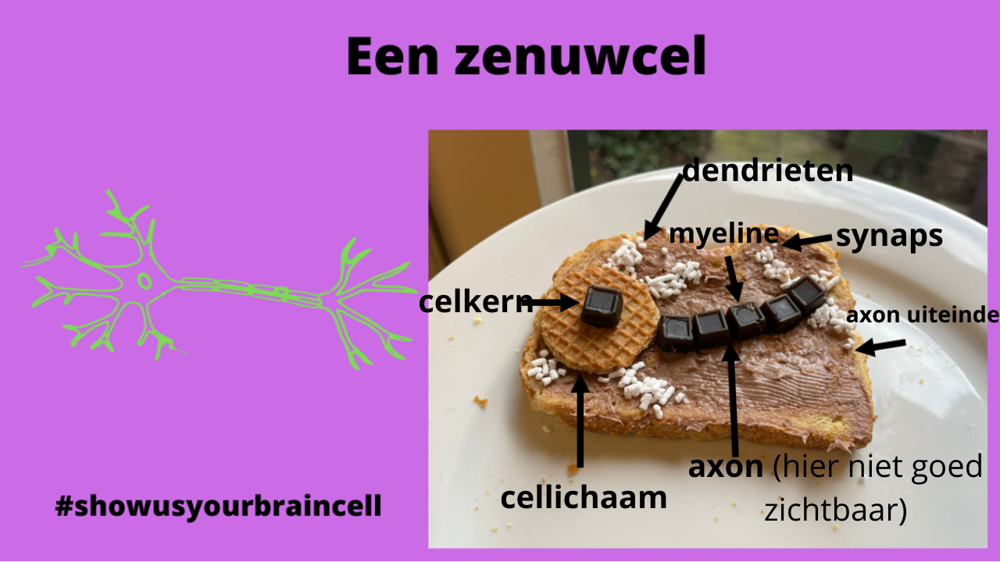 Een zenuwcel
dendrieten
myeline
synaps
celkern
axon uiteinde
axon (hier niet goed
zichtbaar)
cellichaam
#showusyourbraincell